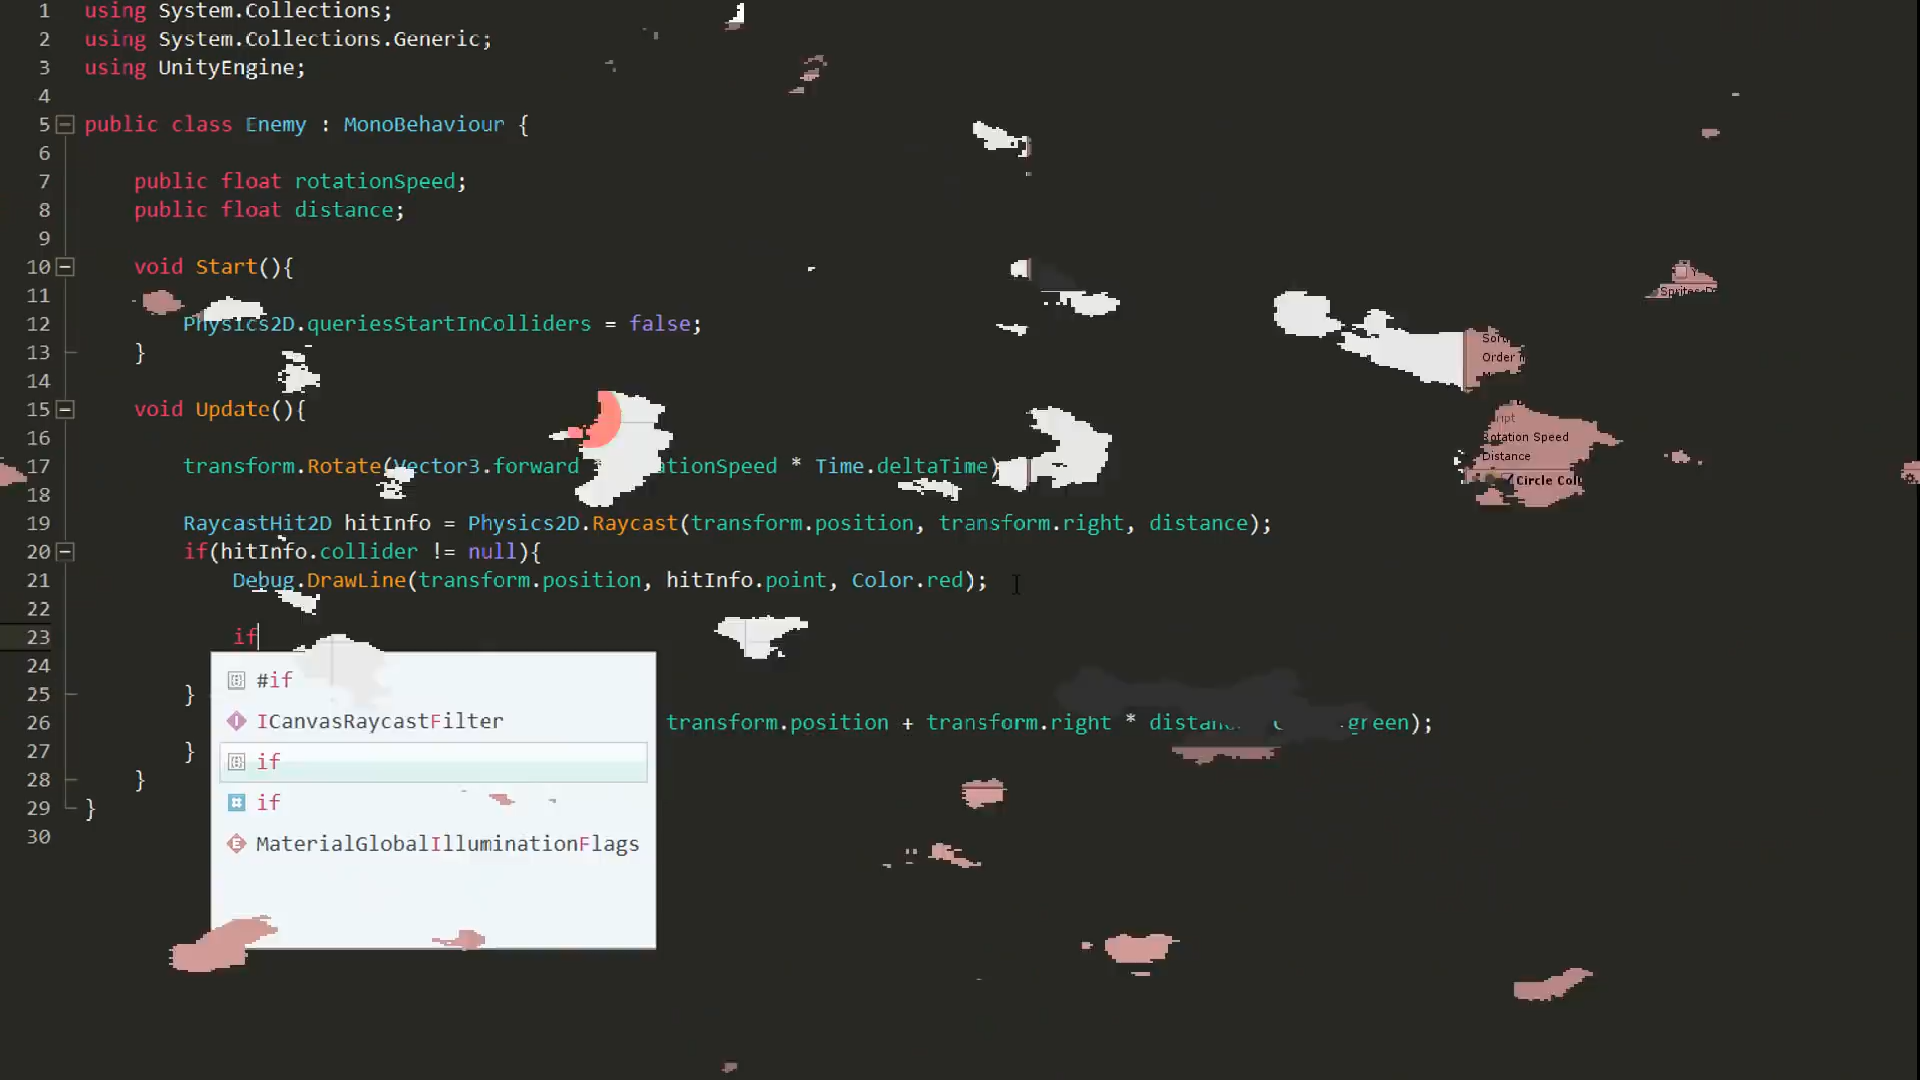 1 using System.Collections;
2 using System.Collections.Generic;
3 using UnityEngine;
4
5 public class Enemy : MonoBehaviour {
6
7 public float rotationSpeed;
8 public float distance;
9
10 void Start(){
11
12 Physics2D.queriesStartInColliders = false;
13 }
14
15 void Update(){
16
17 transform.Rotate(Vector3.forward ationSpeed * Time.deltaTime)
18
19 RaycastHit2D hitInfo = Physics2D.Raycast(transform.position, transform.right, distance);
20 if(hitInfo.collider != null){
21 Debug.DrawLine(transform.position, hitInfo.point, Color.red);
22
23 if
24
25 }
26 transform.position + transform.right * distan .green);
27 }
28 }
29 }
30
#if
ICanvasRaycastFilter
if
if
MaterialGlobalIlluminationFlags
Order
Rotation Speed
Distance
Circle Col